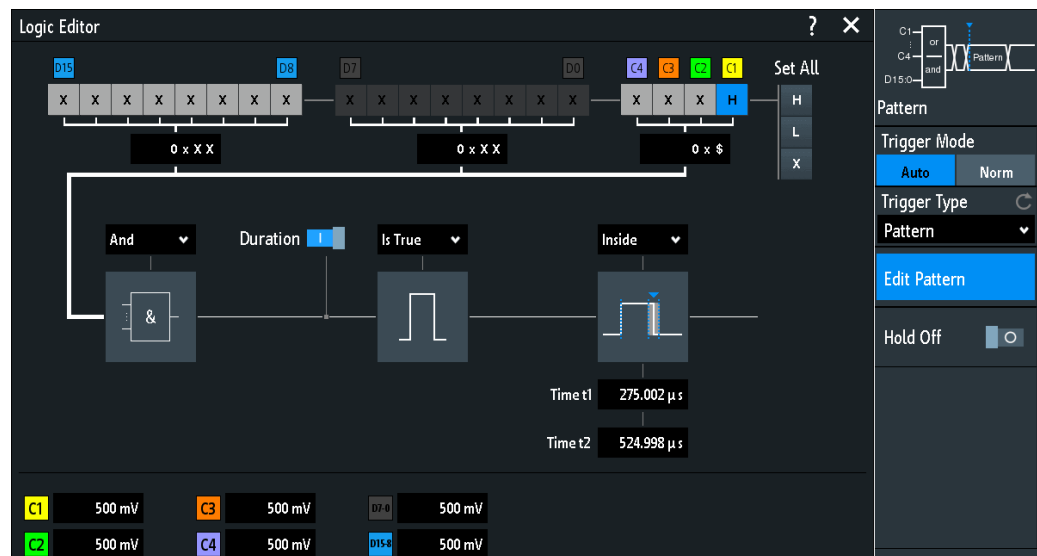 Logic Editor ? X
D15 D8 D7 D0 C4 C3 C2 C1 Set All
X X X X X X X X X X X X X X X X X X X H H
L
0 x X X 0 x X X 0 x $
X
And Duration I Is True Inside
&
Time t1 275.002 µs
Time t2 524.998 µs
C1 500 mV C3 500 mV D7-0 500 mV
C2 500 mV C4 500 mV D15-8 500 mV
C1
or
C4
and
D15:0
Pattern
Pattern
Trigger Mode
Auto Norm
Trigger Type
Pattern
Edit Pattern
Hold Off O